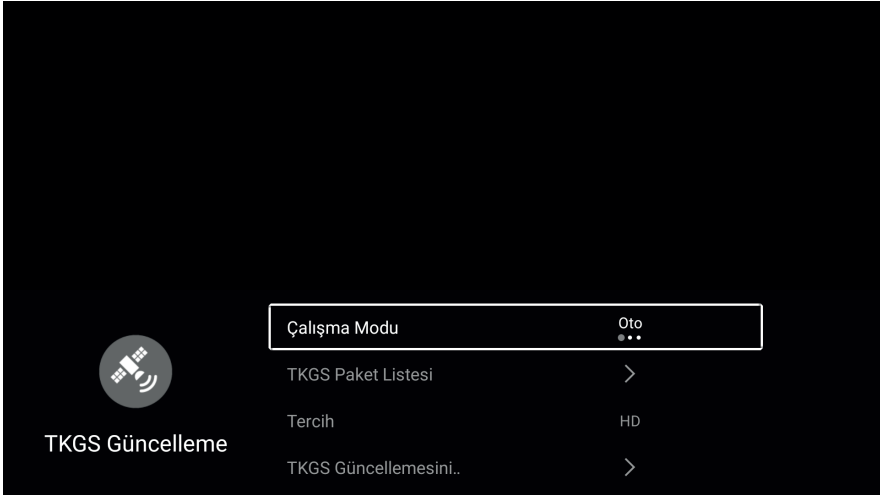 Çalışma Modu
Oto
TKGS Paket Listesi
Tercih
HD
TKGS Güncelleme
TKGS Güncellemesini..